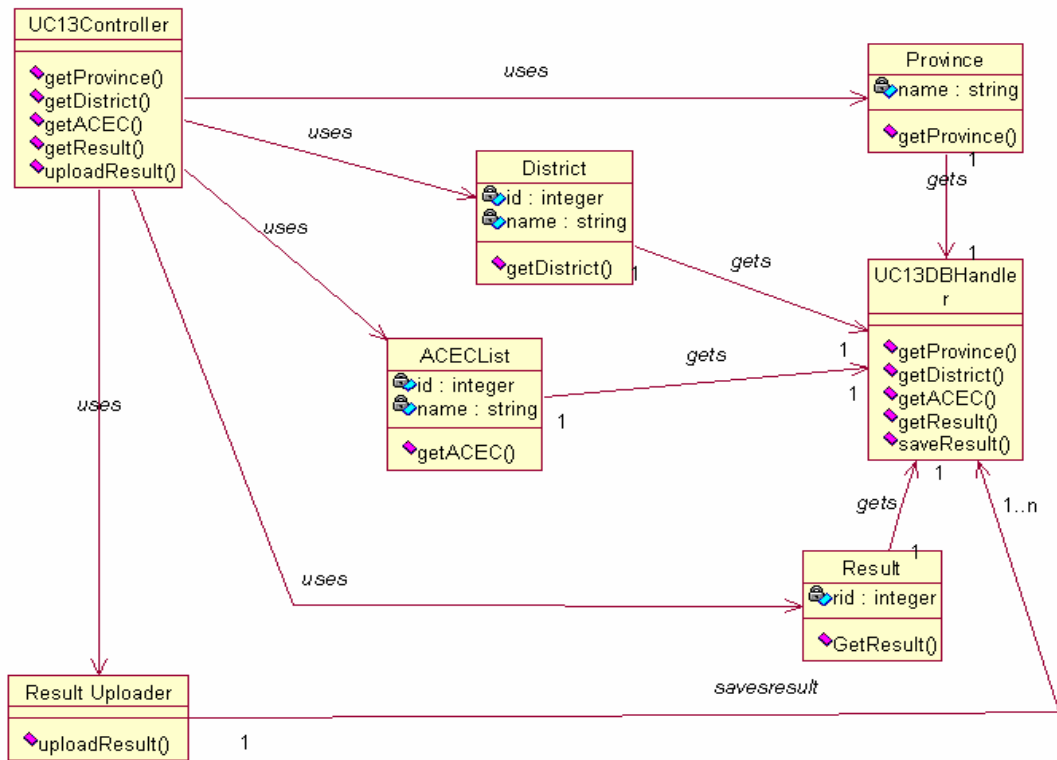 UC13Controller
getProvince()
getDistrict()
getACEC()
getResult()
uploadResult()
uses
Province
name : string
getProvince()
1
gets
1
uses
District
id : integer
name : string
getDistrict()
1
gets
1
uses
ACECList
id : integer
name : string
getACEC()
1
gets
1
UC13DBHandle
r
getProvince()
getDistrict()
getACEC()
getResult()
saveResult()
uses
uses
Result
rid : integer
GetResult()
1
gets
1
1..n
Result Uploader
uploadResult()
1
savesresult